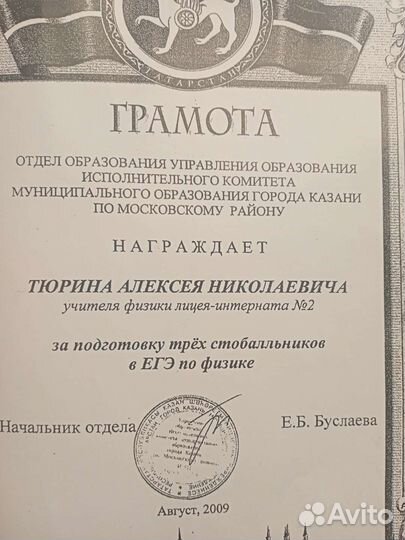 ТАТАРСТАН
ГРАМОТА
ОТДЕЛ ОБРАЗОВАНИЯ УПРАВЛЕНИЯ ОБРАЗОВАНИЯ
ИСПОЛНИТЕЛЬНОГО КОМИТЕТА
МУНИЦИПАЛЬНОГО ОБРАЗОВАНИЯ ГОРОДА КАЗАНИ
ПО МОСКОВСКОМУ РАЙОНУ
НАГРАЖДАЕТ
ТЮРИНА АЛЕКСЕЯ НИКОЛАЕВИЧА
учителя физики лицея-интерната №2
за подготовку трёх стобалльников
в ЕГЭ по физике
Начальник отдела
Е.Б. Буслаева
Август, 2009
Avito